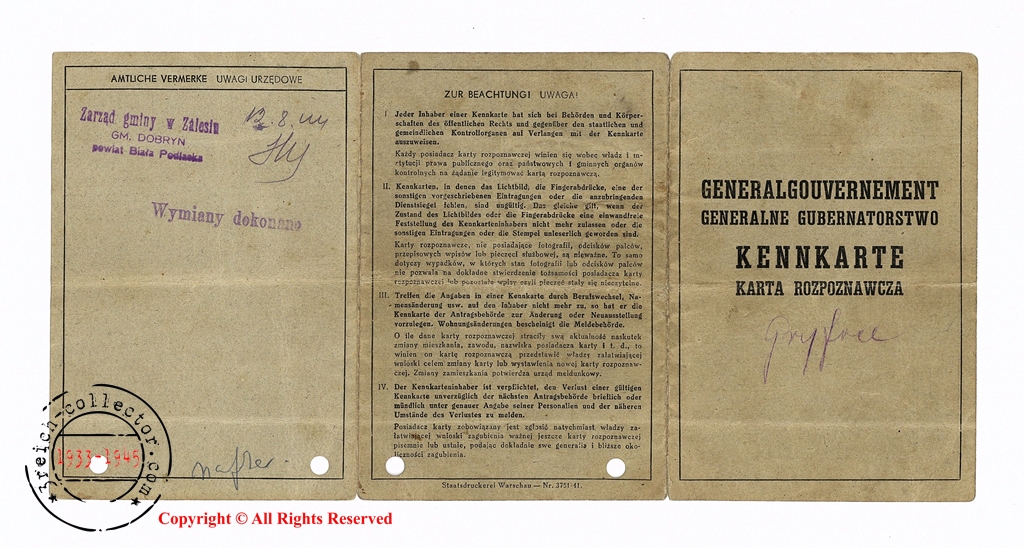 AMTLICHE VERMERKE UWAGI URZĘDOWE
Zarząd gminy w Zalesiu
GM. DOBRYN
powiat Biała Podlaska
12.8.44
Wymiany dokonano
ZUR BEACHTUNG! UWAGA!
I Jeder Inhaber einer Kennkarte hat sich bei Behörden und Körper-
schaften des öffentlichen Rechts und gegenüber den staatlichen und
gemeindlichen Kontrollorganen auf Verlangen mit der Kennkarte
auszuweisen.
Każdy posiadacz karty rozpoznawczej winien się wobec władz i in-
stytucji prawa publicznego oraz państwowych i gminnych organów
kontrolnych na żądanie legitymować kartą rozpoznawczą.
II. Kennkarten, in denen das Lichtbild, die Fingerabdrücke, eine der
sonstigen vorgeschriebenen Eintragungen oder die anzubringenden
Dienstsiegel fehlen, sind ungültig. Das gleiche gilt, wenn der
Zustand des Lichtbildes oder die Fingerabdrücke eine einwandfreie
Feststellung des Kennkarteninhabers nicht mehr zulassen oder die
sonstigen Eintragungen oder die Stempel unleserlich geworden sind.
Karty rozpoznawcze, nie posiadające fotografii, odcisków palców,
przepisowych wpisów lub pieczęci służbowej, są nieważne. To samo
dotyczy wypadków, w których stan fotografii lub odcisków palców
nie pozwala na dokładne stwierdzenie tożsamości posiadacza karty
rozpoznawczej lub pozostałe wpisy czyli pieczęć stały się nieczytelne.
III. Treffen die Angaben in einer Kennkarte durch Berufswechsel, Na-
mensänderung usw. auf den Inhaber nicht mehr zu, so hat er die
Kennkarte der Antragsbehörde zur Änderung oder Neuausstellung
vorzulegen. Wohnungsänderungen bescheinigt die Meldebehörde.
O ile dane karty rozpoznawczej straciły swą aktualność naskutek
zmiany mieszkania, zawodu, nazwiska posiadacza karty i t. d., to
winien on kartę rozpoznawczą przedstawić władzy załatwiającej
wnioski celem zmiany karty lub wystawienia nowej karty rozpoznaw-
czej. Zmiany zamieszkania potwierdza urząd meldunkowy.
IV. Der Kennkarteninhaber ist verpflichtet, den Verlust einer gültigen
Kennkarte unverzüglich der nächsten Antragsbehörde brieflich oder
mündlich unter genauer Angabe seiner Personalien und der näheren
Umstände des Verlustes zu melden.
Posiadacz karty zobowiązany jest zgłosić natychmiast władzy za-
łatwiającej wnioski zagubienia ważnej jeszcze karty rozpoznawczej
pisemnie lub ustale, podając dokładnie swe generalia i bliższe oko-
liczności zagubienia.
Staatsdruckerei Warschau — Nr. 3751-41.
GENERALGOUVERNEMENT
GENERALNE GUBERNATORSTWO
KENNKARTE
KARTA ROZPOZNAWCZA
3reich-collector.com
1933-1945
Copyright © All Rights Reserved